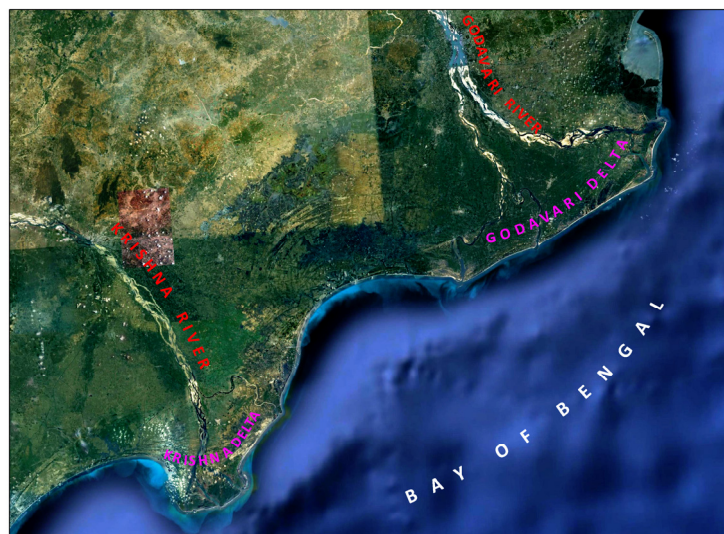 GODAVARI RIVER
GODAVARI DELTA
KRISHNA RIVER
KRISHNA DELTA
BAY OF BENGAL